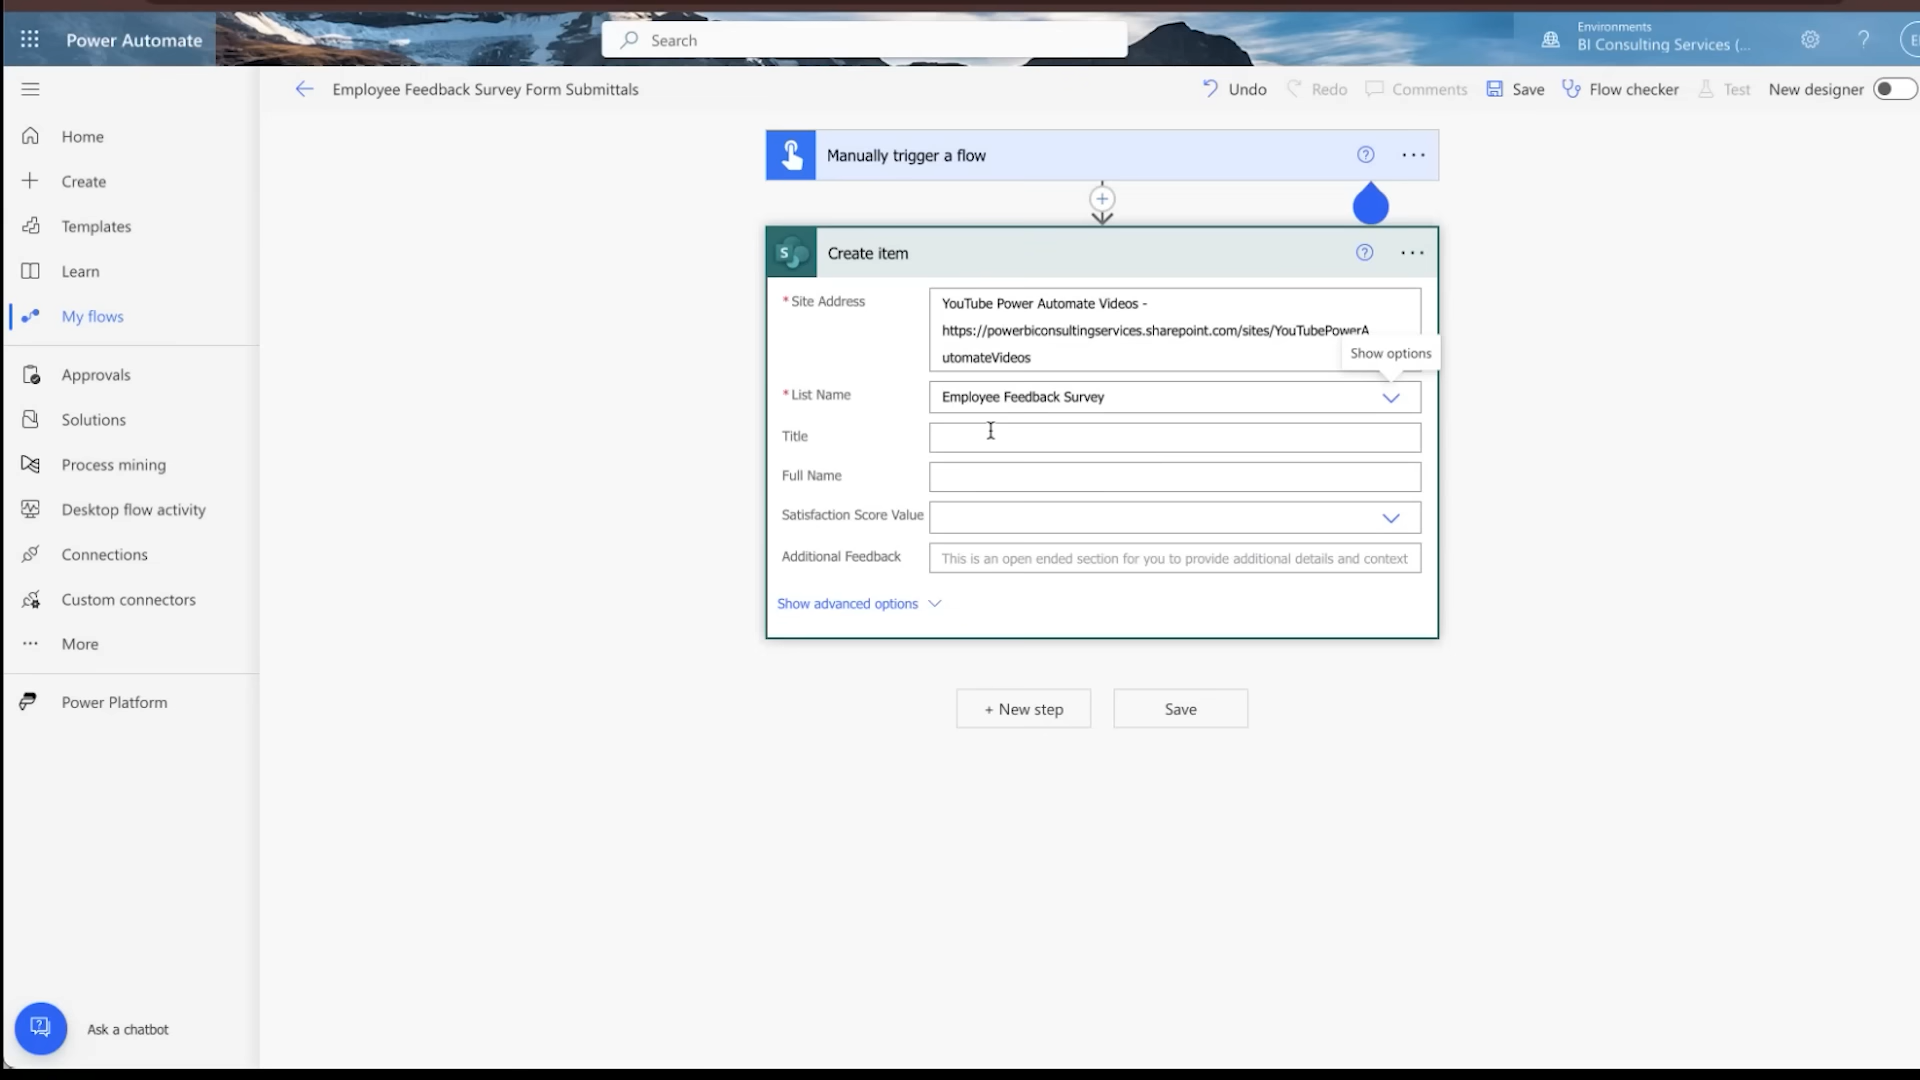 Power Automate
Search
Environments
BI Consulting Services (...
Employee Feedback Survey Form Submittals
Undo
Redo
Comments
Save
Flow checker
Test
New designer
Home
Create
Templates
Learn
My flows
Approvals
Solutions
Process mining
Desktop flow activity
Connections
Custom connectors
More
Power Platform
Ask a chatbot
Manually trigger a flow
Create item
* Site Address
YouTube Power Automate Videos -
https://powerbiconsultingservices.sharepoint.com/sites/YouTubePowerA
utomateVideos
Show options
* List Name
Employee Feedback Survey
Title
Full Name
Satisfaction Score Value
Additional Feedback
This is an open ended section for you to provide additional details and context
Show advanced options
+ New step
Save